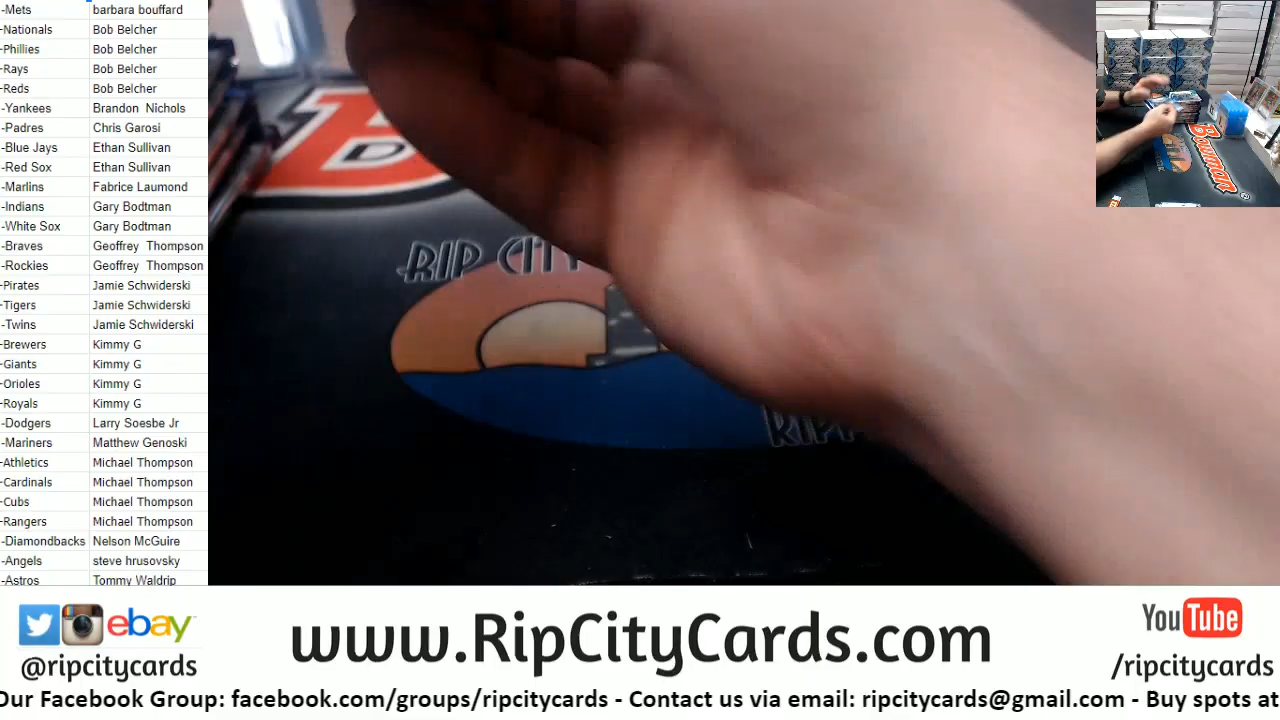 -Mets barbara bouffard
-Nationals Bob Belcher
-Phillies Bob Belcher
-Rays Bob Belcher
-Reds Bob Belcher
-Yankees Brandon Nichols
-Padres Chris Garosi
-Blue Jays Ethan Sullivan
-Red Sox Ethan Sullivan
-Marlins Fabrice Laumond
-Indians Gary Bodtman
-White Sox Gary Bodtman
-Braves Geoffrey Thompson
-Rockies Geoffrey Thompson
-Pirates Jamie Schwiderski
-Tigers Jamie Schwiderski
-Twins Jamie Schwiderski
-Brewers Kimmy G
-Giants Kimmy G
-Orioles Kimmy G
-Royals Kimmy G
-Dodgers Larry Soesbe Jr
-Mariners Matthew Genoski
-Athletics Michael Thompson
-Cardinals Michael Thompson
-Cubs Michael Thompson
-Rangers Michael Thompson
-Diamondbacks Nelson McGuire
-Angels steve hrusovsky
-Astros Tommy Waldrip
RIP CITY
Bowman
ebay
@ripcitycards
www.RipCityCards.com
YouTube
/ripcitycards
Our Facebook Group: facebook.com/groups/ripcitycards - Contact us via email: ripcitycards@gmail.com - Buy spots at